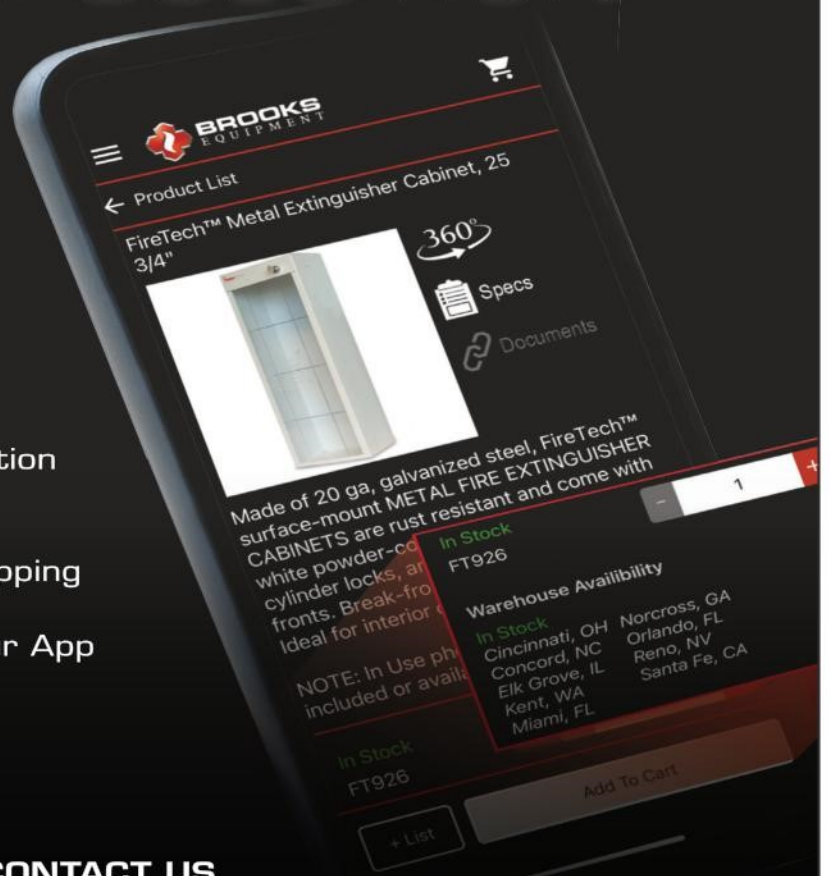 BROOKS
EQUIPMENT
Product List
FireTech™ Metal Extinguisher Cabinet, 25
3/4"
360°
Specs
Documents
Made of 20 ga, galvanized steel, FireTech™
surface-mount METAL FIRE EXTINGUISHER
CABINETS are rust resistant and come with
white powder-co
cylinder locks, ar
fronts. Break-fro
Ideal for interior
NOTE: In Use ph
included or availa
In Stock
FT926
Add To Cart
+ List
- 1 +
In Stock
FT926
Warehouse Availibility
In Stock
Cincinnati, OH Norcross, GA
Concord, NC Orlando, FL
Elk Grove, IL Reno, NV
Kent, WA Santa Fe, CA
Miami, FL
tion
pping
r App
CONTACT US